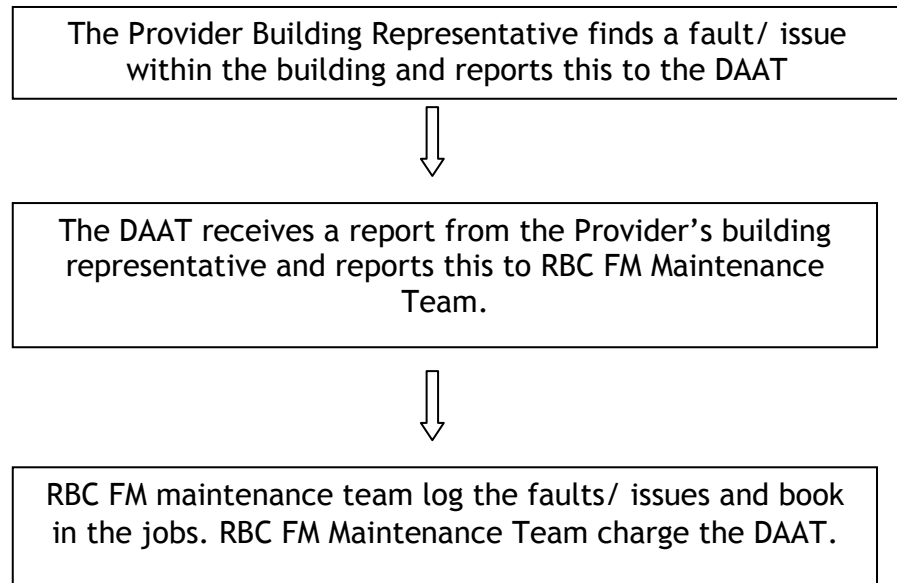 The Provider Building Representative finds a fault/ issue
within the building and reports this to the DAAT
The DAAT receives a report from the Provider’s building
representative and reports this to RBC FM Maintenance
Team.
RBC FM maintenance team log the faults/ issues and book
in the jobs. RBC FM Maintenance Team charge the DAAT.